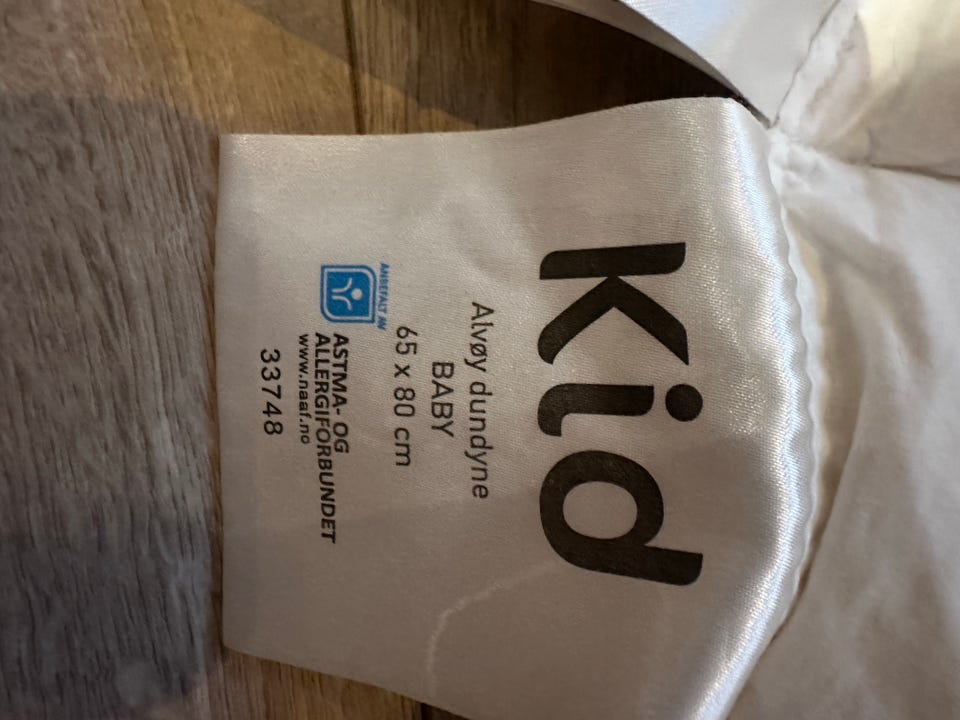 Kid
Alvøy dundyne
BABY
65 x 80 cm
ANBEFALT AV
ASTMA- OG
ALLERGIFORBUNDET
www.naaf.no
33748